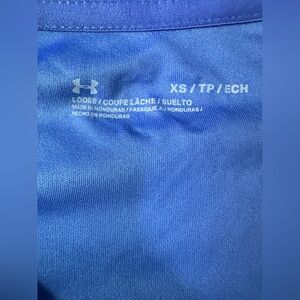 XS / TP / ECH
LOOSE / COUPE LÂCHE / SUELTO
MADE IN HONDURAS / FABRIQUÉ AU HONDURAS /
HECHO EN HONDURAS